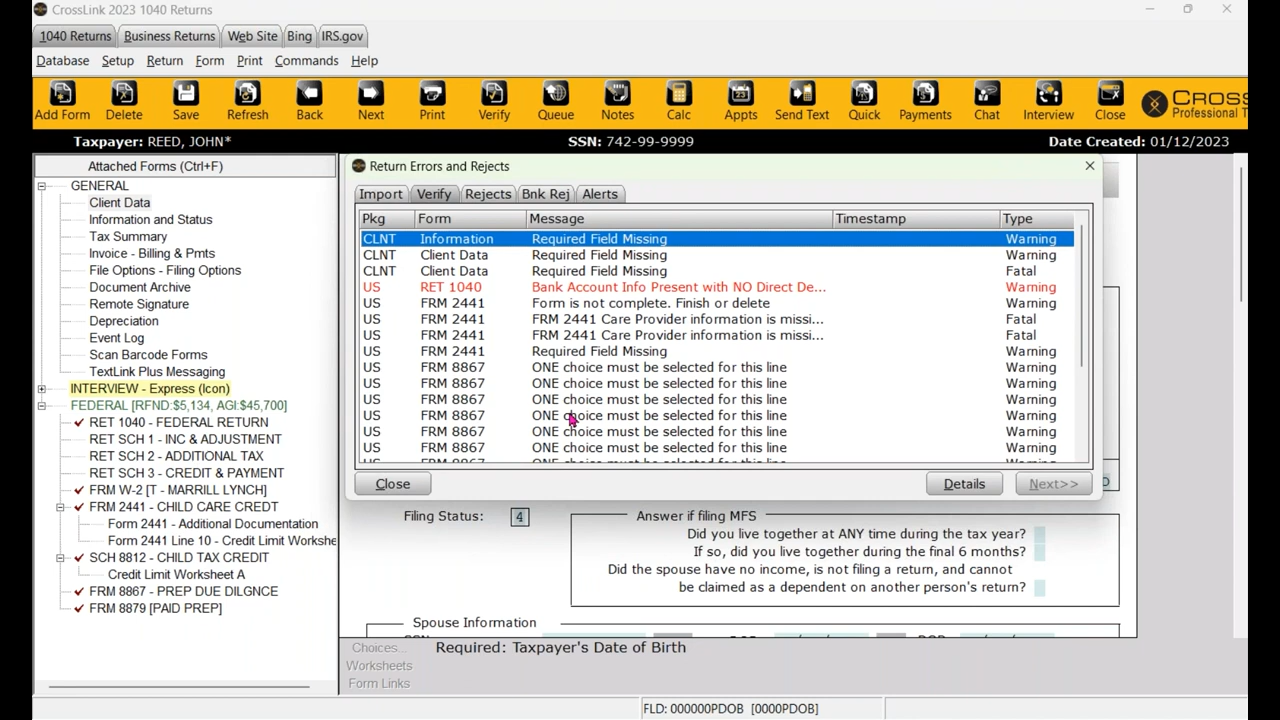 CrossLink 2023 1040 Returns
1040 Returns Business Returns Web Site Bing IRS.gov
Database Setup Return Form Print Commands Help
Add Form Delete Save Refresh Back Next Print Verify Queue Notes Calc Appts Send Text Quick Payments Chat Interview Close
Professional
Taxpayer: REED, JOHN* SSN: 742-99-9999 Date Created: 01/12/2023
Attached Forms (Ctrl+F)
GENERAL
Client Data
Information and Status
Tax Summary
Invoice - Billing & Pmts
File Options - Filing Options
Document Archive
Remote Signature
Depreciation
Event Log
Scan Barcode Forms
TextLink Plus Messaging
INTERVIEW - Express (Icon)
FEDERAL [RFND:$5,134, AGI:$45,700]
RET 1040 - FEDERAL RETURN
RET SCH 1 - INC & ADJUSTMENT
RET SCH 2 - ADDITIONAL TAX
RET SCH 3 - CREDIT & PAYMENT
FRM W-2 [T - MARRILL LYNCH]
FRM 2441 - CHILD CARE CREDT
Form 2441 - Additional Documentation
Form 2441 Line 10 - Credit Limit Workshe
SCH 8812 - CHILD TAX CREDIT
Credit Limit Worksheet A
FRM 8867 - PREP DUE DILGNCE
FRM 8879 [PAID PREP]
Return Errors and Rejects
Import Verify Rejects Bnk Rej Alerts
Pkg Form Message Timestamp Type
CLNT Information Required Field Missing Warning
CLNT Client Data Required Field Missing Warning
CLNT Client Data Required Field Missing Fatal
US RET 1040 Bank Account Info Present with NO Direct De... Warning
US FRM 2441 Form is not complete. Finish or delete Warning
US FRM 2441 FRM 2441 Care Provider information is missi... Fatal
US FRM 2441 FRM 2441 Care Provider information is missi... Fatal
US FRM 2441 Required Field Missing Warning
US FRM 8867 ONE choice must be selected for this line Warning
US FRM 8867 ONE choice must be selected for this line Warning
US FRM 8867 ONE choice must be selected for this line Warning
US FRM 8867 ONE choice must be selected for this line Warning
US FRM 8867 ONE choice must be selected for this line Warning
US FRM 8867 ONE choice must be selected for this line Warning
US FRM 8867 ONE choice must be selected for this line Warning
Close Details Next>>
Filing Status: 4 Answer if filing MFS
Did you live together at ANY time during the tax year?
If so, did you live together during the final 6 months?
Did the spouse have no income, is not filing a return, and cannot
be claimed as a dependent on another person's return?
Spouse Information
Choices... Required: Taxpayer's Date of Birth
Worksheets
Form Links
FLD: 000000PDOB [0000PDOB]